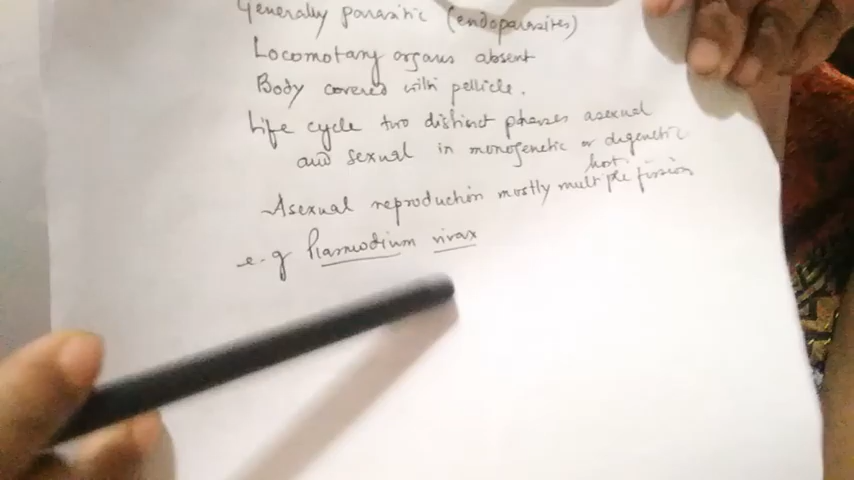 Generally parasitic (endoparasites)
Locomotary organs absent
Body covered with pellicle.
Life cycle two distinct phases asexual
and sexual in monogenetic or digenetic
host.
Asexual reproduction mostly multiple fission
e.g Plasmodium vivax